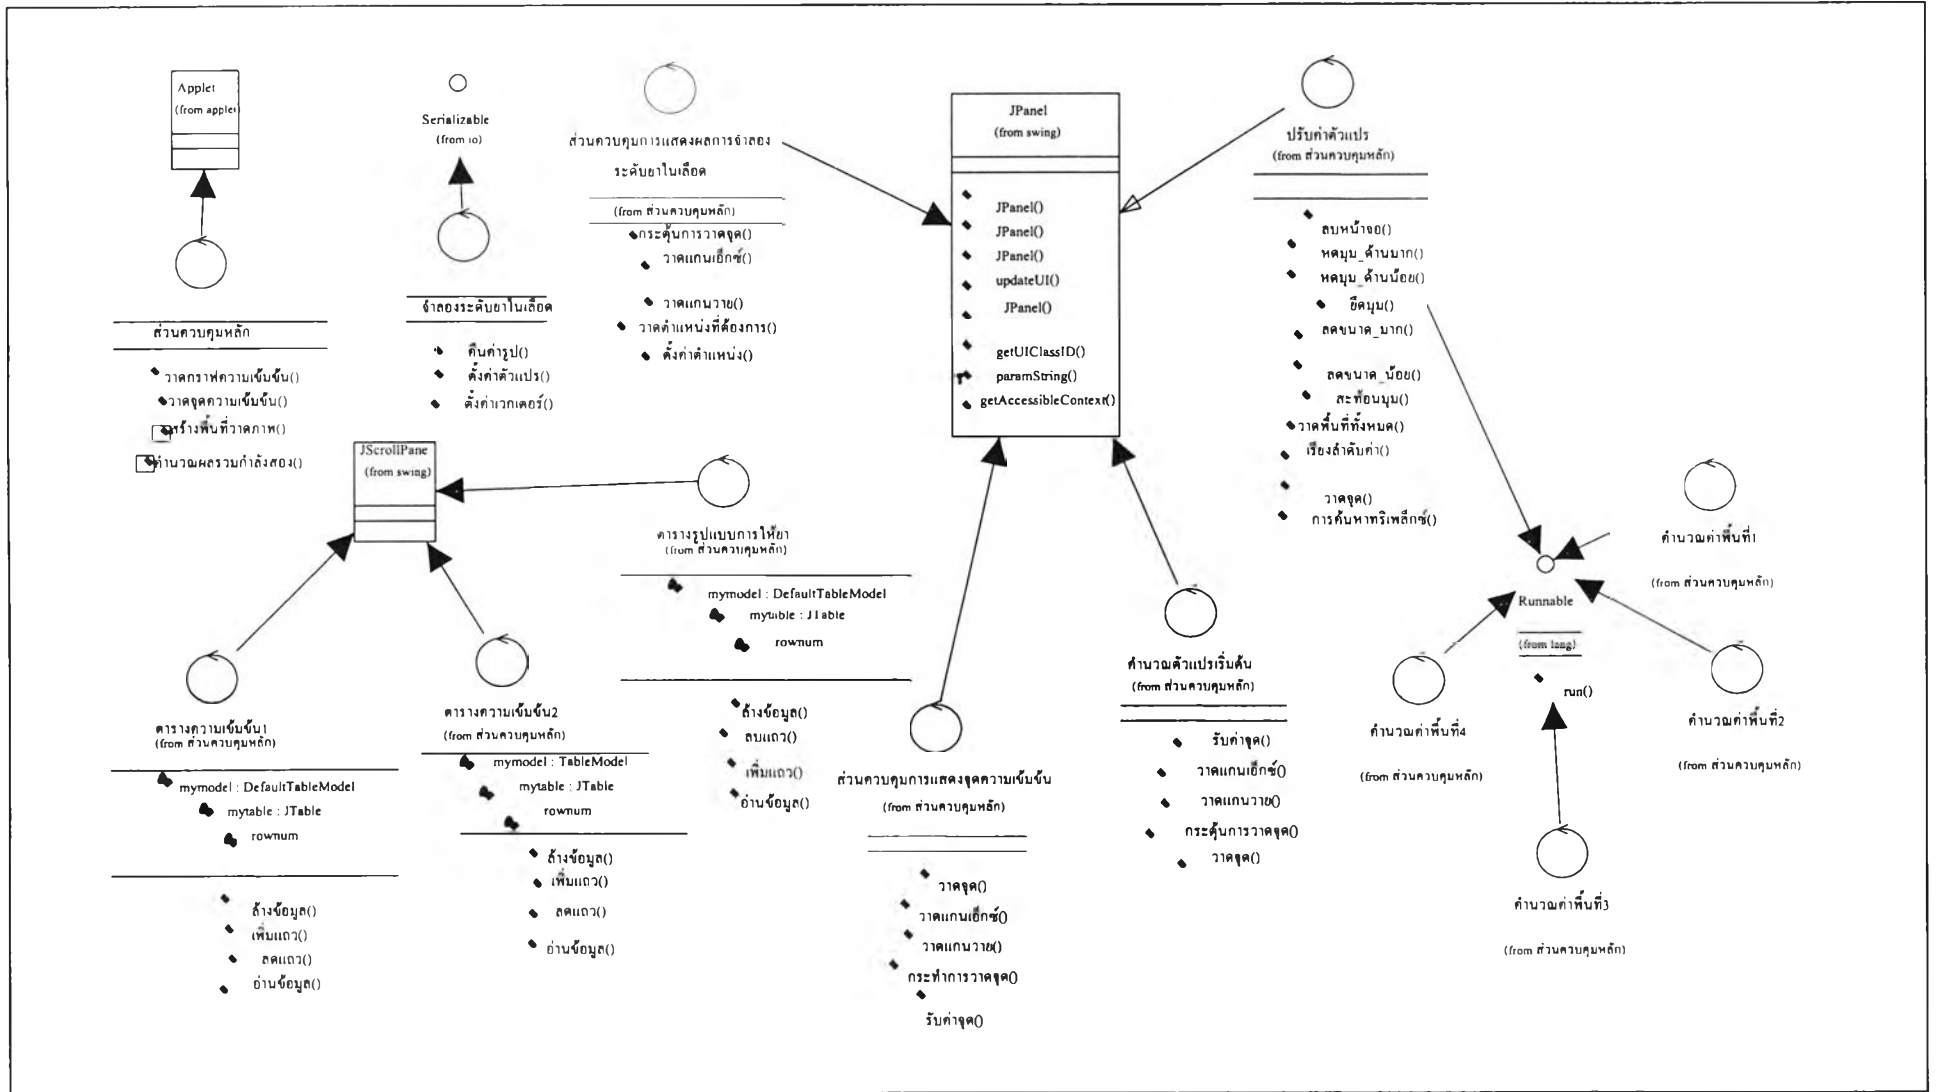 Applet
(from applet)
ส่วนควบคุมหลัก
วาดกราฟความเข้มข้น()
วาดจุดความเข้มข้น()
สร้างพื้นที่วาดภาพ()
คำนวณผลรวมกำลังสอง()
Serializable
(from io)
จำลองระดับยาในเลือด
คืนค่ารูป()
ตั้งค่าตัวแปร()
ตั้งค่าเวกเตอร์()
ส่วนควบคุมการแสดงผลการจำลอง
ระดับยาในเลือด
(from ส่วนควบคุมหลัก)
กระตุ้นการวาดจุด()
วาดแกนเอ็กซ์()
วาดแกนวาย()
วาดตำแหน่งที่ต้องการ()
ตั้งค่าตำแหน่ง()
JPanel
(from swing)
JPanel()
JPanel()
JPanel()
updateUI()
JPanel()
getUIClassID()
paramString()
getAccessibleContext()
ปรับค่าตัวแปร
(from ส่วนควบคุมหลัก)
ลบหน้าจอ()
หดมุม_ด้านมาก()
หดมุม_ด้านน้อย()
ยืดมุม()
ลดขนาด_มาก()
ลดขนาด_น้อย()
สะท้อนมุม()
วาดพื้นที่ทั้งหมด()
เรียงลำดับค่า()
วาดจุด()
การค้นหาทริเพล็กซ์()
JScrollPane
(from swing)
ตารางรูปแบบการให้ยา
(from ส่วนควบคุมหลัก)
mymodel : DefaultTableModel
mytable : JTable
rownum
ล้างข้อมูล()
ลบแถว()
เพิ่มแถว()
อ่านข้อมูล()
ตารางความเข้มข้น1
(from ส่วนควบคุมหลัก)
mymodel : DefaultTableModel
mytable : JTable
rownum
ล้างข้อมูล()
เพิ่มแถว()
ลดแถว()
อ่านข้อมูล()
ตารางความเข้มข้น2
(from ส่วนควบคุมหลัก)
mymodel : TableModel
mytable : JTable
rownum
ล้างข้อมูล()
เพิ่มแถว()
ลดแถว()
อ่านข้อมูล()
ส่วนควบคุมการแสดงจุดความเข้มข้น
(from ส่วนควบคุมหลัก)
วาดจุด()
วาดแกนเอ็กซ์()
วาดแกนวาย()
กระทำการวาดจุด()
รับค่าจุด()
คำนวณตัวแปรเริ่มต้น
(from ส่วนควบคุมหลัก)
รับค่าจุด()
วาดแกนเอ็กซ์()
วาดแกนวาย()
กระตุ้นการวาดจุด()
วาดจุด()
คำนวณค่าพื้นที่1
(from ส่วนควบคุมหลัก)
Runnable
(from lang)
run()
คำนวณค่าพื้นที่4
(from ส่วนควบคุมหลัก)
คำนวณค่าพื้นที่2
(from ส่วนควบคุมหลัก)
คำนวณค่าพื้นที่3
(from ส่วนควบคุมหลัก)